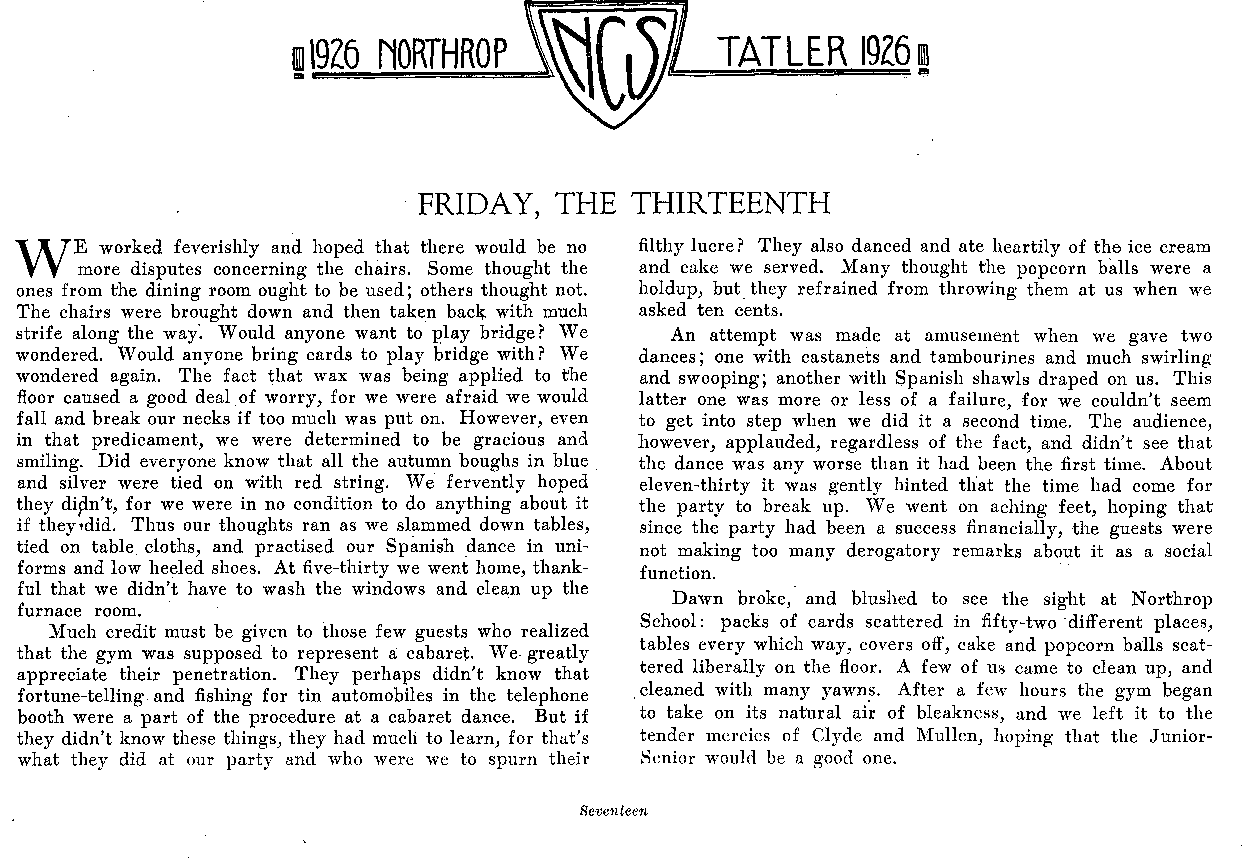 1926 NORTHROP NCS TATLER 1926
FRIDAY, THE THIRTEENTH
WE worked feverishly and hoped that there would be no
more disputes concerning the chairs. Some thought the
ones from the dining room ought to be used; others thought not.
The chairs were brought down and then taken back with much
strife along the way. Would anyone want to play bridge? We
wondered. Would anyone bring cards to play bridge with? We
wondered again. The fact that wax was being applied to the
floor caused a good deal of worry, for we were afraid we would
fall and break our necks if too much was put on. However, even
in that predicament, we were determined to be gracious and
smiling. Did everyone know that all the autumn boughs in blue
and silver were tied on with red string. We fervently hoped
they didn't, for we were in no condition to do anything about it
if they did. Thus our thoughts ran as we slammed down tables,
tied on table cloths, and practised our Spanish dance in uni-
forms and low heeled shoes. At five-thirty we went home, thank-
ful that we didn't have to wash the windows and clean up the
furnace room.
Much credit must be given to those few guests who realized
that the gym was supposed to represent a cabaret. We greatly
appreciate their penetration. They perhaps didn't know that
fortune-telling and fishing for tin automobiles in the telephone
booth were a part of the procedure at a cabaret dance. But if
they didn't know these things, they had much to learn, for that's
what they did at our party and who were we to spurn their
filthy lucre? They also danced and ate heartily of the ice cream
and cake we served. Many thought the popcorn balls were a
holdup, but they refrained from throwing them at us when we
asked ten cents.
An attempt was made at amusement when we gave two
dances; one with castanets and tambourines and much swirling
and swooping; another with Spanish shawls draped on us. This
latter one was more or less of a failure, for we couldn't seem
to get into step when we did it a second time. The audience,
however, applauded, regardless of the fact, and didn't see that
the dance was any worse than it had been the first time. About
eleven-thirty it was gently hinted that the time had come for
the party to break up. We went on aching feet, hoping that
since the party had been a success financially, the guests were
not making too many derogatory remarks about it as a social
function.
Dawn broke, and blushed to see the sight at Northrop
School: packs of cards scattered in fifty-two different places,
tables every which way, covers off, cake and popcorn balls scat-
tered liberally on the floor. A few of us came to clean up, and
cleaned with many yawns. After a few hours the gym began
to take on its natural air of bleakness, and we left it to the
tender mercies of Clyde and Mullen, hoping that the Junior-
Senior would be a good one.
Seventeen